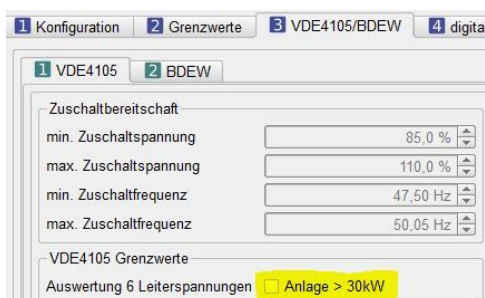 1 Konfiguration 2 Grenzwerte 3 VDE4105/BDEW 4 digita
1 VDE4105 2 BDEW
Zuschaltbereitschaft
min. Zuschaltspannung 85,0 %
max. Zuschaltspannung 110,0 %
min. Zuschaltfrequenz 47,50 Hz
max. Zuschaltfrequenz 50,05 Hz
VDE4105 Grenzwerte
Auswertung 6 Leiterspannungen Anlage > 30kW